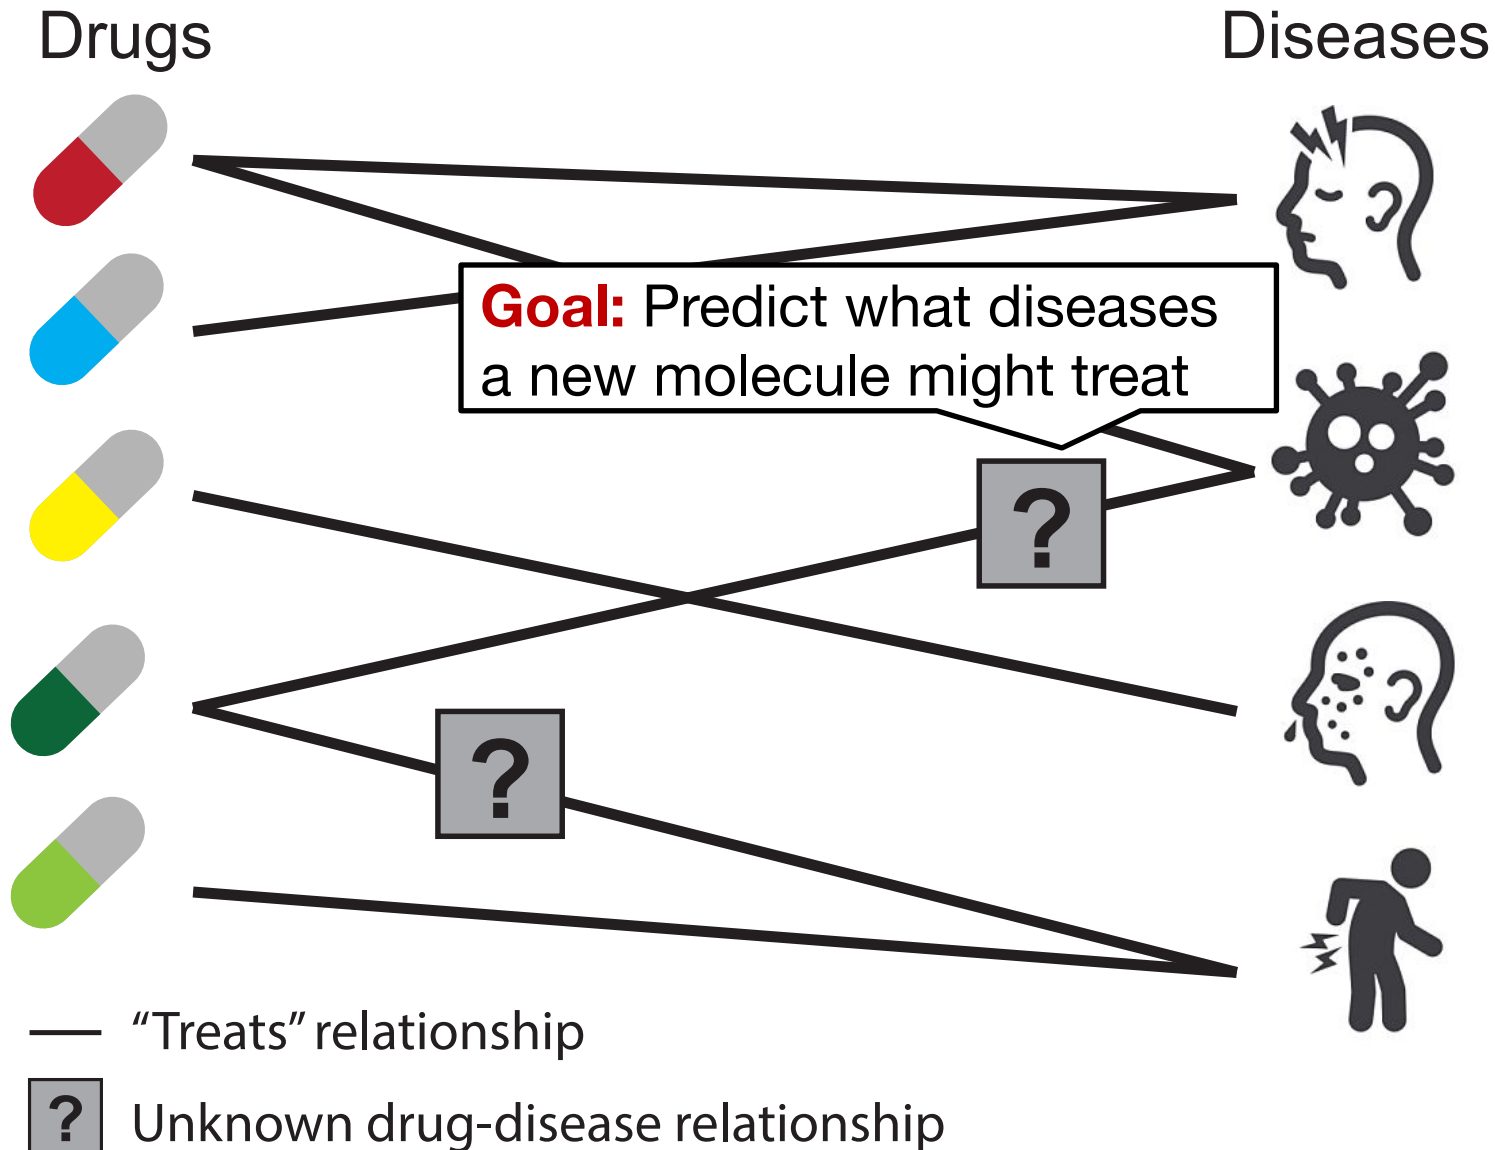 Drugs
Diseases
Goal: Predict what diseases
a new molecule might treat
?
?
“Treats” relationship
? Unknown drug-disease relationship